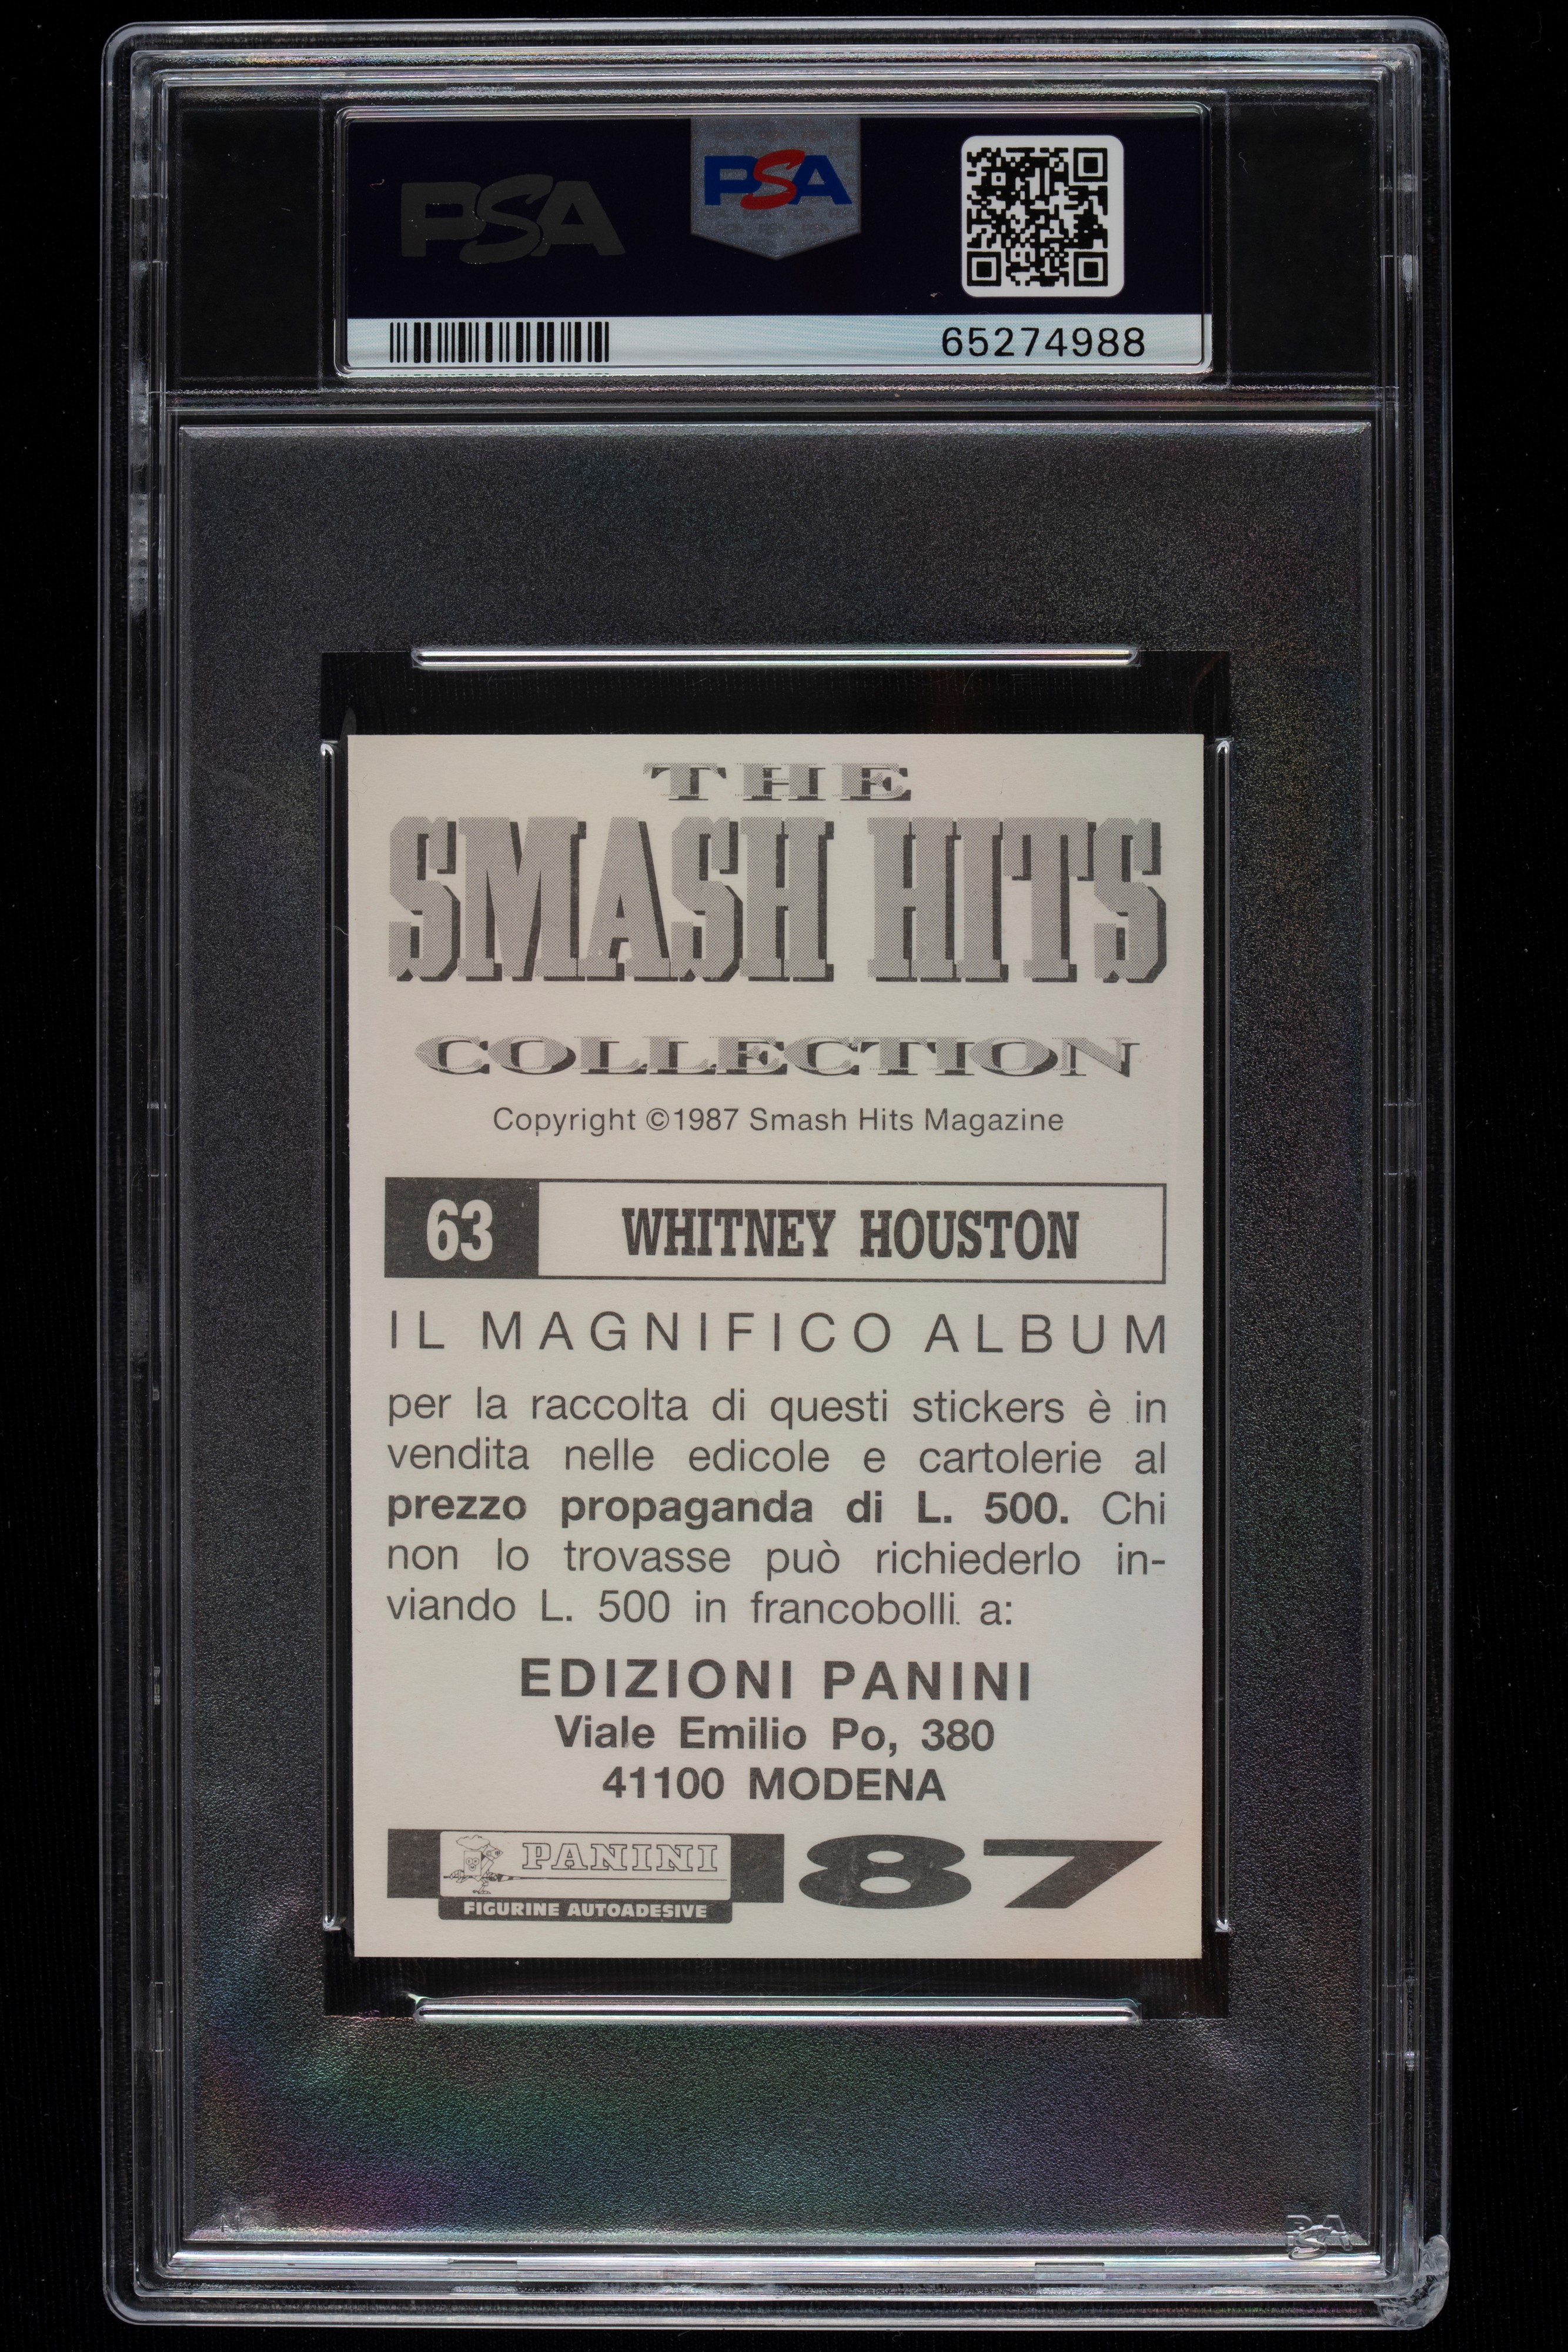 PSA
PSA
65274988
THE
SMASH HITS
COLLECTION
Copyright ©1987 Smash Hits Magazine
63 WHITNEY HOUSTON
IL MAGNIFICO ALBUM
per la raccolta di questi stickers è in
vendita nelle edicole e cartolerie al
prezzo propaganda di L. 500. Chi
non lo trovasse può richiederlo in-
viando L. 500 in francobolli a:
EDIZIONI PANINI
Viale Emilio Po, 380
41100 MODENA
PANINI 87
FIGURINE AUTOADESIVE
PSA